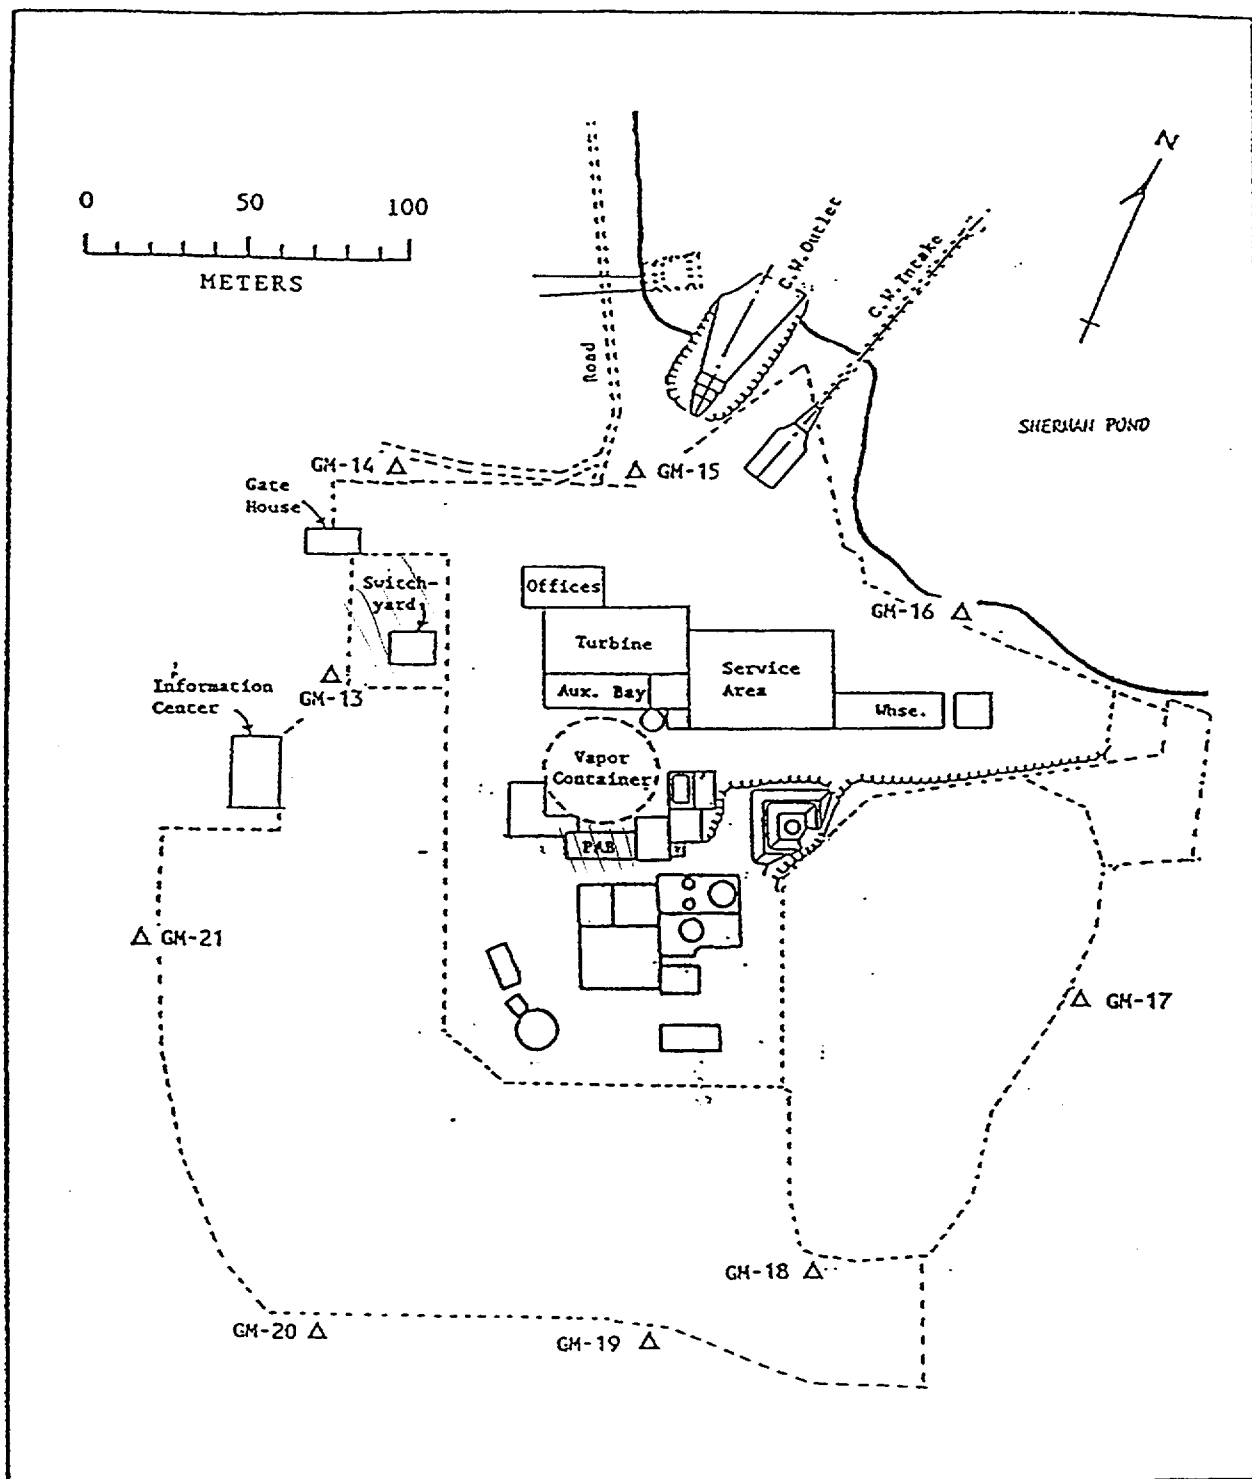 0 50 100
METERS
N
C.W.Outlet
C.W.Intake
Road
SHERMAN POND
GM-14
GM-15
Gate
House
Switch-
yard
Offices
GM-16
Turbine
Service
Area
Information
Center
GM-13
Aux. Bay
Whse.
Vapor
Container
PAB
GM-21
GM-17
GM-18
GM-20
GM-19